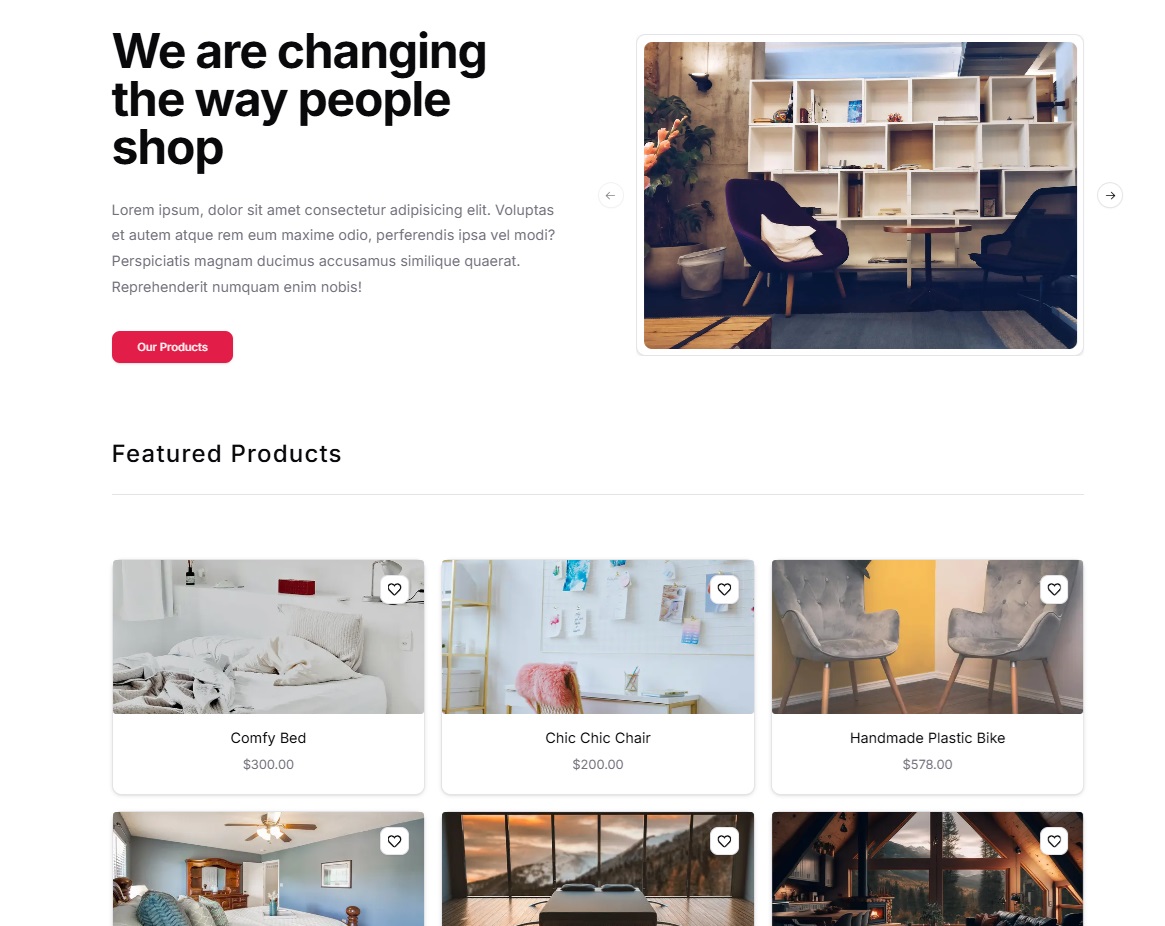 We are changing
the way people
shop
Lorem ipsum, dolor sit amet consectetur adipisicing elit. Voluptas
et autem atque rem eum maxime odio, perferendis ipsa vel modi?
Perspiciatis magnam ducimus accusamus similique quaerat.
Reprehenderit numquam enim nobis!
Our Products
Featured Products
Comfy Bed
$300.00
Chic Chic Chair
$200.00
Handmade Plastic Bike
$578.00